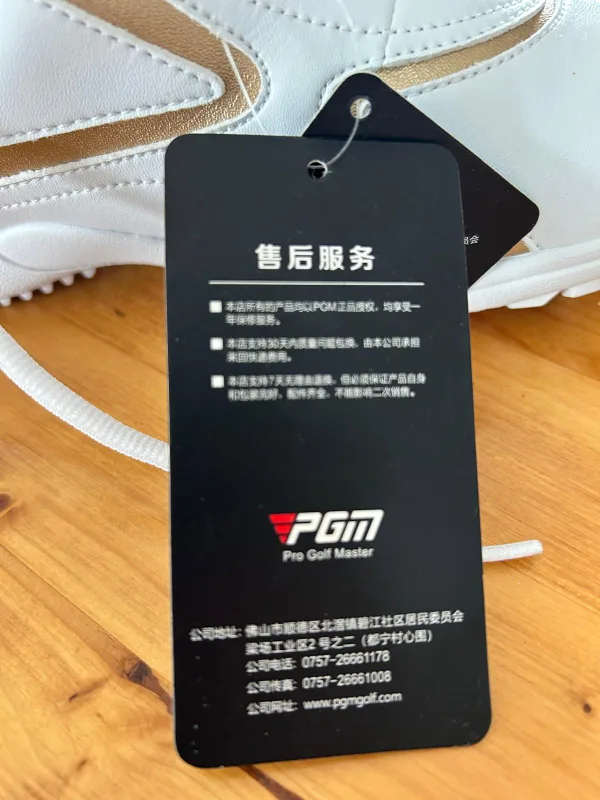 售后服务
本店所有的产品均以PGM正品授权，均享受一
年保修服务。
本店支持30天内质量问题包换，由本公司承担
来回快递费用。
本店支持7天无理由退换，但必须保证产品自身
和包装完好，配件齐全，不能影响二次销售。
PGM
Pro Golf Master
公司地址: 佛山市顺德区北滘镇碧江社区居民委员会
梁场工业区2号之二（都宁村心图）
公司电话: 0757-26661178
公司传真: 0757-26661008
公司网址: www.pgmgolf.com
员会